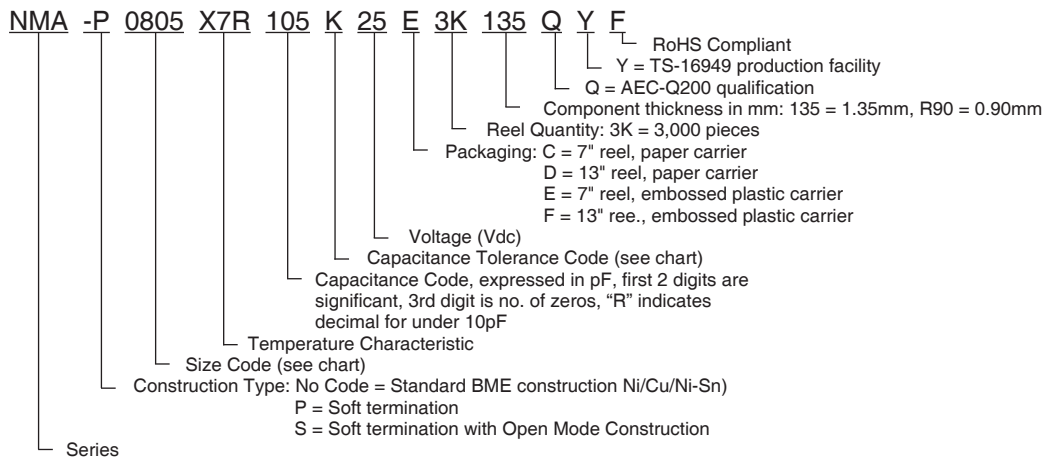 NMA -P 0805 X7R 105 K 25 E 3K 135 Q Y F
RoHS Compliant
Y = TS-16949 production facility
Q = AEC-Q200 qualification
Component thickness in mm: 135 = 1.35mm, R90 = 0.90mm
Reel Quantity: 3K = 3,000 pieces
Packaging: C = 7" reel, paper carrier
D = 13" reel, paper carrier
E = 7" reel, embossed plastic carrier
F = 13" ree., embossed plastic carrier
Voltage (Vdc)
Capacitance Tolerance Code (see chart)
Capacitance Code, expressed in pF, first 2 digits are
significant, 3rd digit is no. of zeros, “R” indicates
decimal for under 10pF
Temperature Characteristic
Size Code (see chart)
Construction Type: No Code = Standard BME construction Ni/Cu/Ni-Sn)
P = Soft termination
S = Soft termination with Open Mode Construction
Series